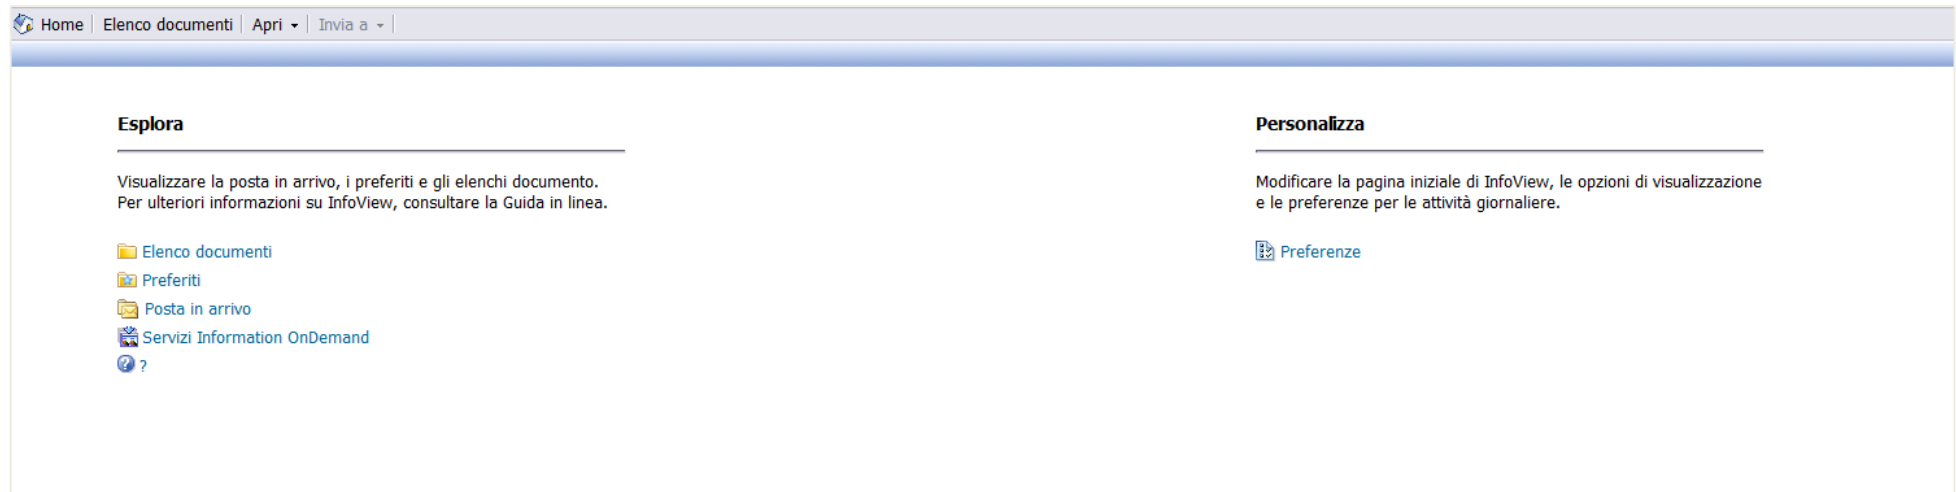 Home Elenco documenti Apri Invia a
Esplora
Visualizzare la posta in arrivo, i preferiti e gli elenchi documento.
Per ulteriori informazioni su InfoView, consultare la Guida in linea.
Elenco documenti
Preferiti
Posta in arrivo
Servizi Information OnDemand
?
Personalizza
Modificare la pagina iniziale di InfoView, le opzioni di visualizzazione
e le preferenze per le attività giornaliere.
Preferenze